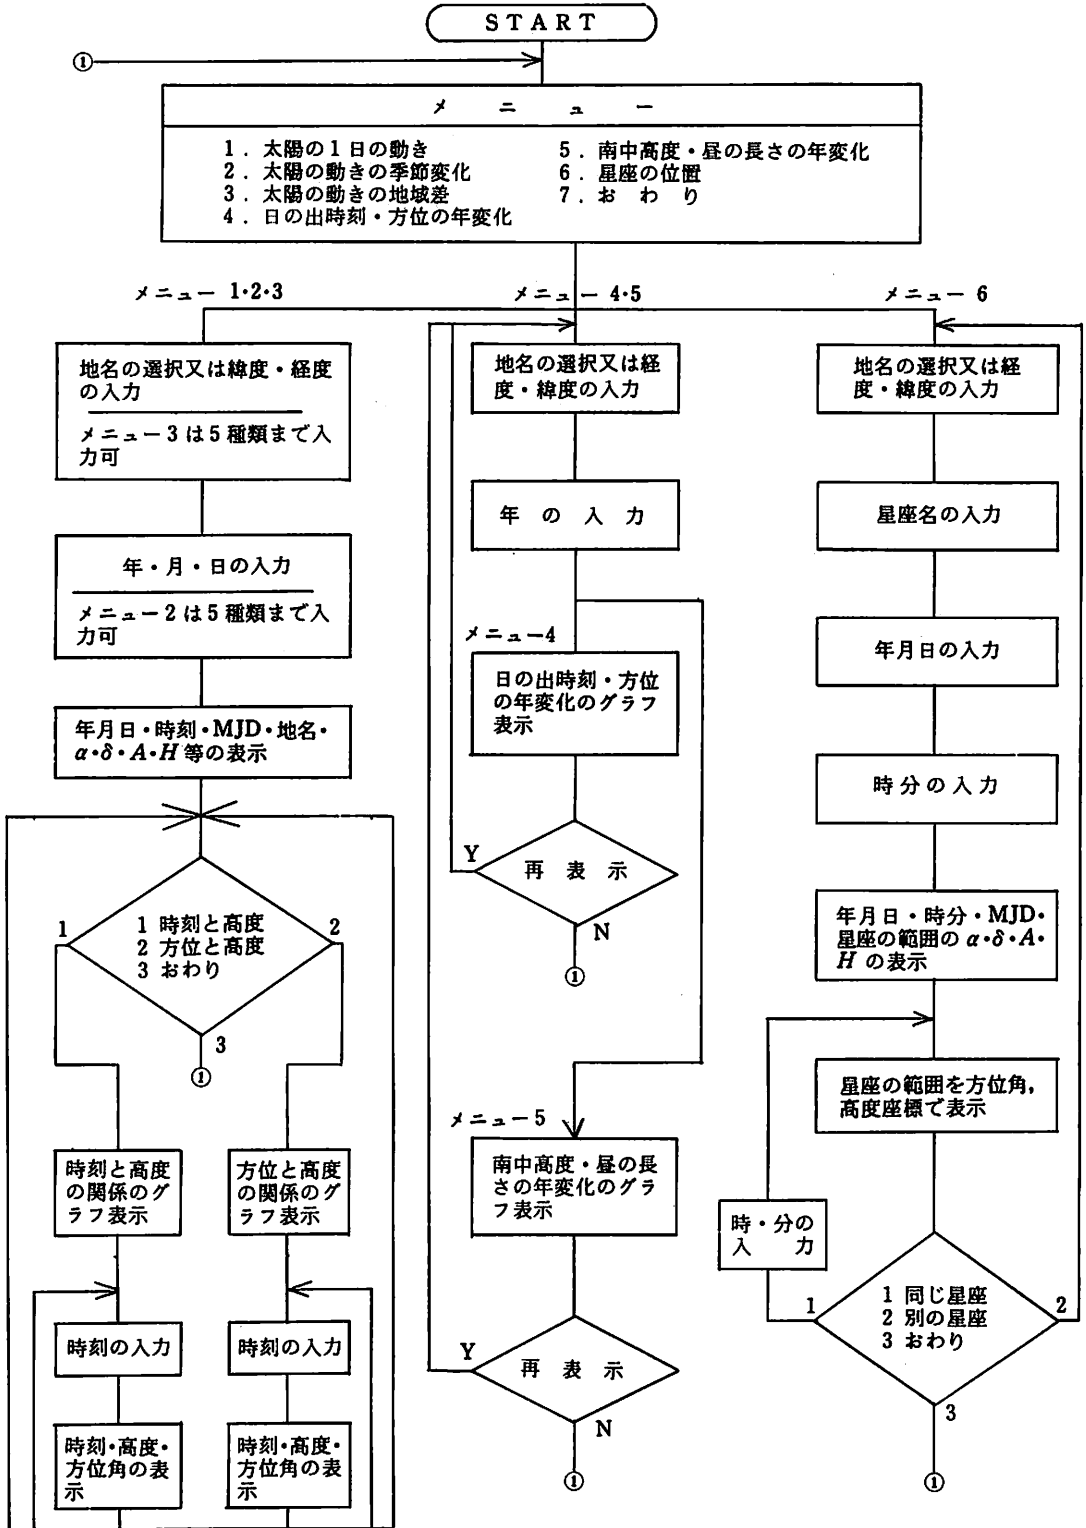 START
①
メニュー
1．太陽の1日の動き
2．太陽の動きの季節変化
3．太陽の動きの地域差
4．日の出時刻・方位の年変化
5．南中高度・昼の長さの年変化
6．星座の位置
7．おわり
メニュー 1・2・3
地名の選択又は緯度・経度
の入力
メニュー3は5種類まで入
力可
年・月・日の入力
メニュー2は5種類まで入
力可
年月日・時刻・MJD・地名・
α・δ・A・H等の表示
1 時刻と高度
2 方位と高度
3 おわり
1
2
3
①
時刻と高度
の関係のグ
ラフ表示
時刻の入力
時刻・高度・
方位角の表
示
方位と高度
の関係のグ
ラフ表示
時刻の入力
時刻・高度・
方位角の表
示
メニュー 4・5
地名の選択又は経
度・緯度の入力
年の入力
メニュー4
日の出時刻・方位
の年変化のグラフ
表示
再表示
Y
N
①
メニュー5
南中高度・昼の長
さの年変化のグラ
フ表示
再表示
Y
N
①
メニュー 6
地名の選択又は経
度・緯度の入力
星座名の入力
年月日の入力
時分の入力
年月日・時分・MJD・
星座の範囲のα・δ・A・
Hの表示
星座の範囲を方位角,
高度座標で表示
時・分の
入力
1 同じ星座
2 別の星座
3 おわり
1
2
3
①